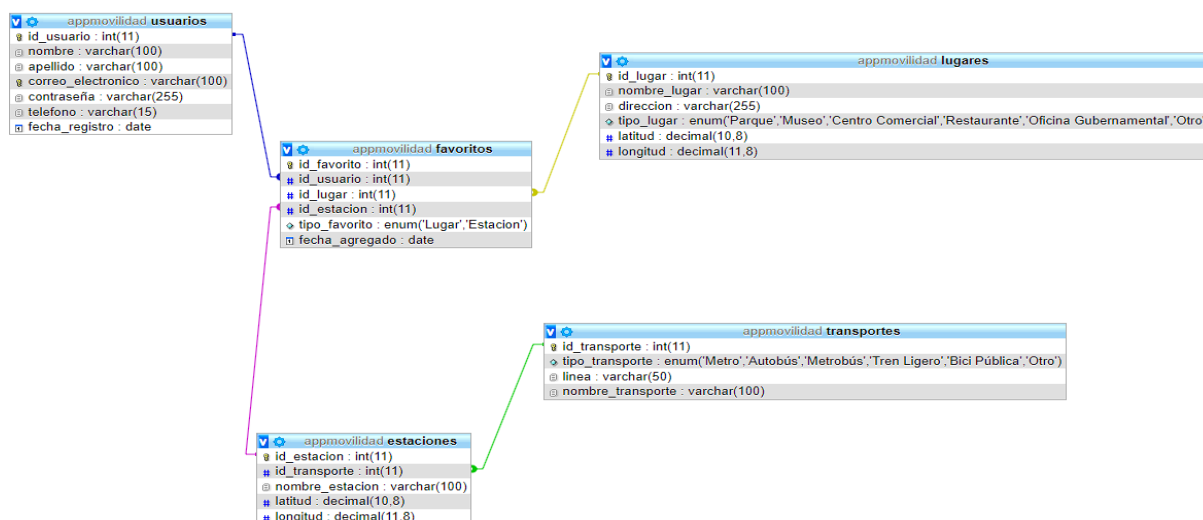 appmovilidad usuarios
id_usuario : int(11)
nombre : varchar(100)
apellido : varchar(100)
correo_electronico : varchar(100)
contraseña : varchar(255)
telefono : varchar(15)
fecha_registro : date
appmovilidad lugares
id_lugar : int(11)
nombre_lugar : varchar(100)
direccion : varchar(255)
tipo_lugar : enum('Parque','Museo','Centro Comercial','Restaurante','Oficina Gubernamental','Otro
latitud : decimal(10,8)
longitud : decimal(11,8)
appmovilidad favoritos
id_favorito : int(11)
id_usuario : int(11)
id_lugar : int(11)
id_estacion : int(11)
tipo_favorito : enum('Lugar','Estacion')
fecha_agregado : date
appmovilidad transportes
id_transporte : int(11)
tipo_transporte : enum('Metro','Autobús','Metrobús','Tren Ligero','Bici Pública','Otro')
linea : varchar(50)
nombre_transporte : varchar(100)
appmovilidad estaciones
id_estacion : int(11)
id_transporte : int(11)
nombre_estacion : varchar(100)
latitud : decimal(10,8)
longitud : decimal(11,8)